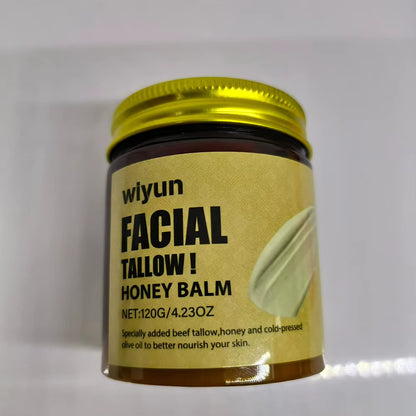 wiyun
FACIAL
TALLOW !
HONEY BALM
NET:120G/4.23OZ
Specially added beef tallow,honey and cold-pressed
olive oil to better nourish your skin.